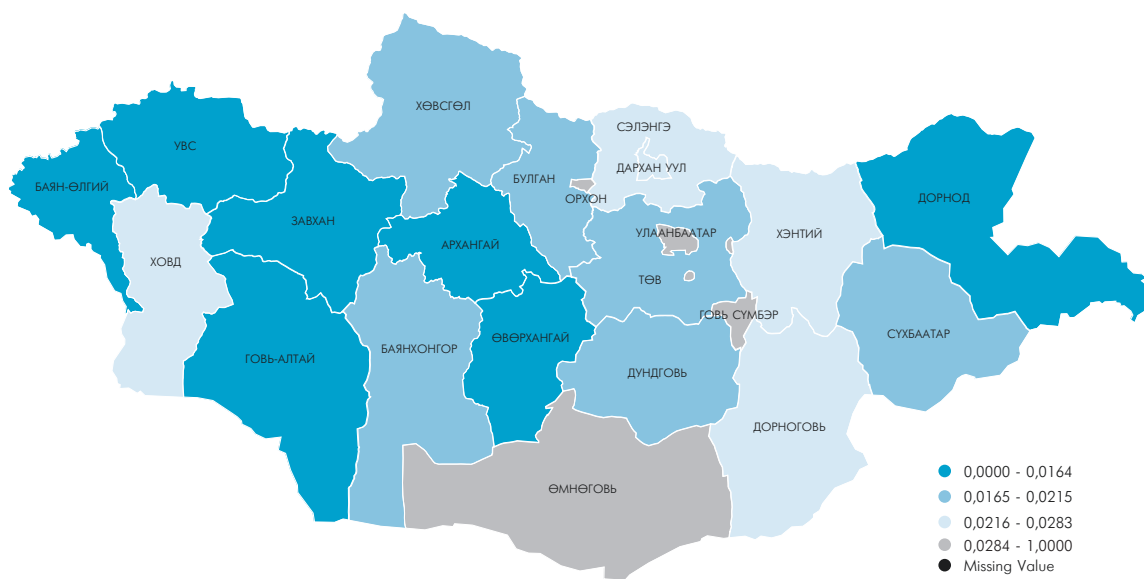 ХӨВСГӨЛ
СЭЛЭНГЭ
УВС
ДАРХАН УУЛ
БАЯН-ӨЛГИЙ
БУЛГАН
ОРХОН
ДОРНОД
ЗАВХАН
УЛААНБААТАР
ХЭНТИЙ
АРХАНГАЙ
ХОВД
ТӨВ
ГОВЬ СҮМБЭР
СҮХБААТАР
ГОВЬ-АЛТАЙ
БАЯНХОНГОР
ӨВӨРХАНГАЙ
ДУНДГОВЬ
ДОРНОГОВЬ
ӨМНӨГОВЬ
0,0000 - 0,0164
0,0165 - 0,0215
0,0216 - 0,0283
0,0284 - 1,0000
Missing Value